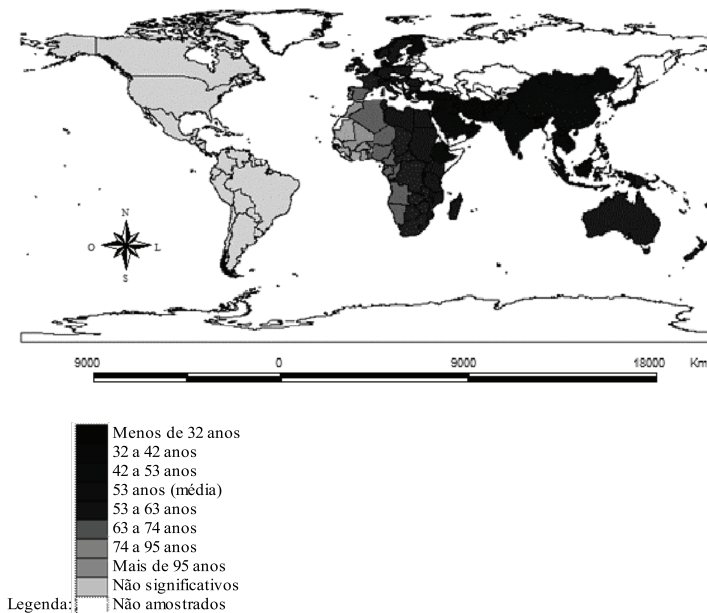 N
O L
S
9000 0 9000 18000 Km
Menos de 32 anos
32 a 42 anos
42 a 53 anos
53 anos (média)
53 a 63 anos
63 a 74 anos
74 a 95 anos
Mais de 95 anos
Não significativos
Legenda: Não amostrados